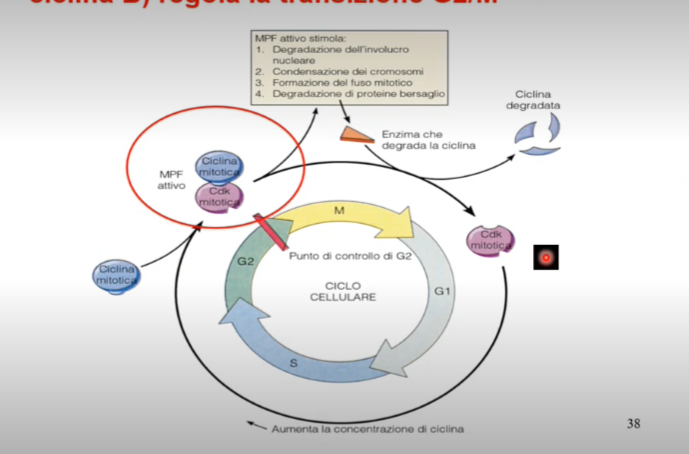 ciclina B) regola la transizione G2/M
MPF attivo stimola:
1. Degradazione dell'involucro
nucleare
2. Condensazione dei cromosomi
3. Formazione del fuso mitotico
4. Degradazione di proteine bersaglio
Ciclina
degradata
Enzima che
degrada la ciclina
MPF
attivo
Ciclina
mitotica
Cdk
mitotica
M
Cdk
mitotica
Punto di controllo di G2
G2
Ciclina
mitotica
CICLO
CELLULARE
G1
S
38
Aumenta la concentrazione di ciclina